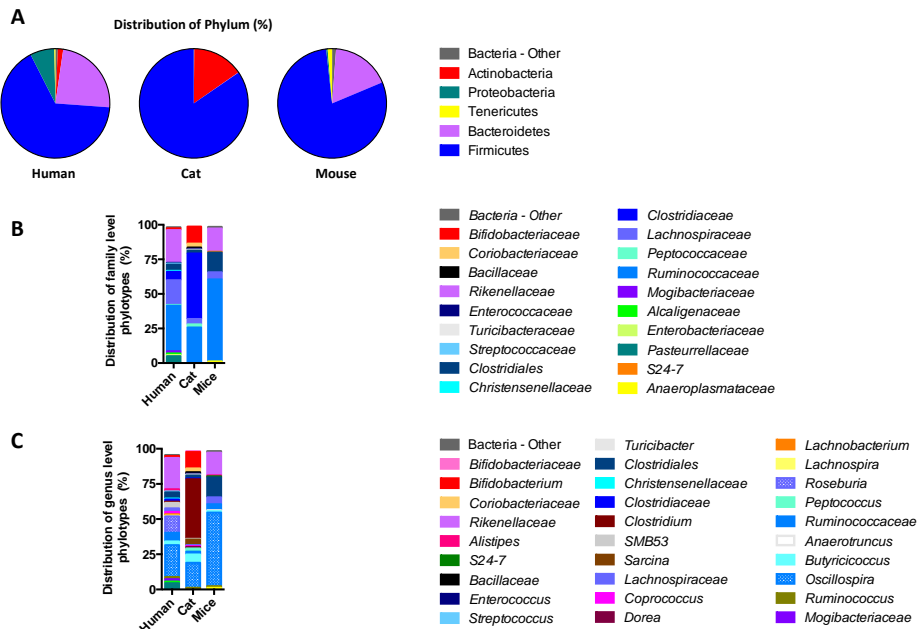 A
Distribution of Phylum (%)
Human
Cat
Mouse
Bacteria - Other
Actinobacteria
Proteobacteria
Tenericutes
Bacteroidetes
Firmicutes
B
Distribution of family level
phylotypes (%)
100
75
50
25
0
Human
Cat
Mice
Bacteria - Other
Bifidobacteriaceae
Coriobacteriaceae
Bacillaceae
Rikenellaceae
Enterococcaceae
Turicibacteraceae
Streptococcaceae
Clostridiales
Christensenellaceae
Clostridiaceae
Lachnospiraceae
Peptococcaceae
Ruminococcaceae
Mogibacteriaceae
Alcaligenaceae
Enterobacteriaceae
Pasteurrellaceae
S24-7
Anaeroplasmataceae
C
Distribution of genus level
phylotypes (%)
100
75
50
25
0
Human
Cat
Mice
Bacteria - Other
Bifidobacteriaceae
Bifidobacterium
Coriobacteriaceae
Rikenellaceae
Alistipes
S24-7
Bacillaceae
Enterococcus
Streptococcus
Turicibacter
Clostridiales
Christensenellaceae
Clostridiaceae
Clostridium
SMB53
Sarcina
Lachnospiraceae
Coprococcus
Dorea
Lachnobacterium
Lachnospira
Roseburia
Peptococcus
Ruminococcaceae
Anaerotruncus
Butyricicoccus
Oscillospira
Ruminococcus
Mogibacteriaceae